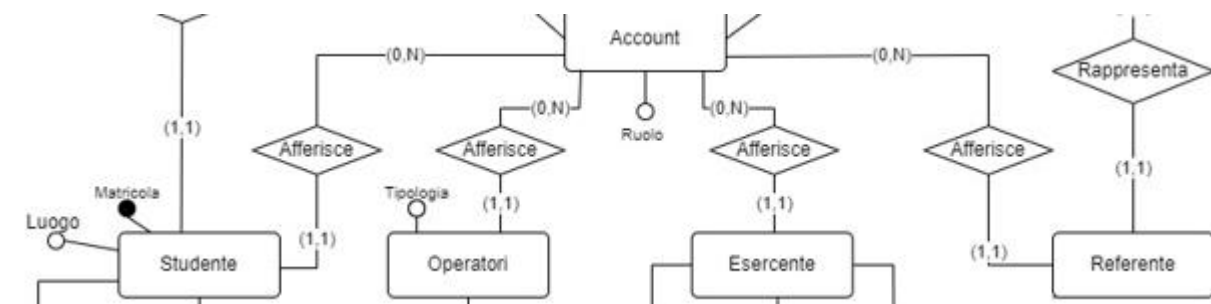 Account
(0,N)
(0,N)
Rappresenta
(0,N)
(0,N)
Ruolo
(1,1)
Afferisce
Afferisce
Afferisce
Afferisce
(1,1)
Matricola
Tipologia
(1,1)
(1,1)
Luogo
(1,1)
(1,1)
Studente
Operatori
Esercente
Referente